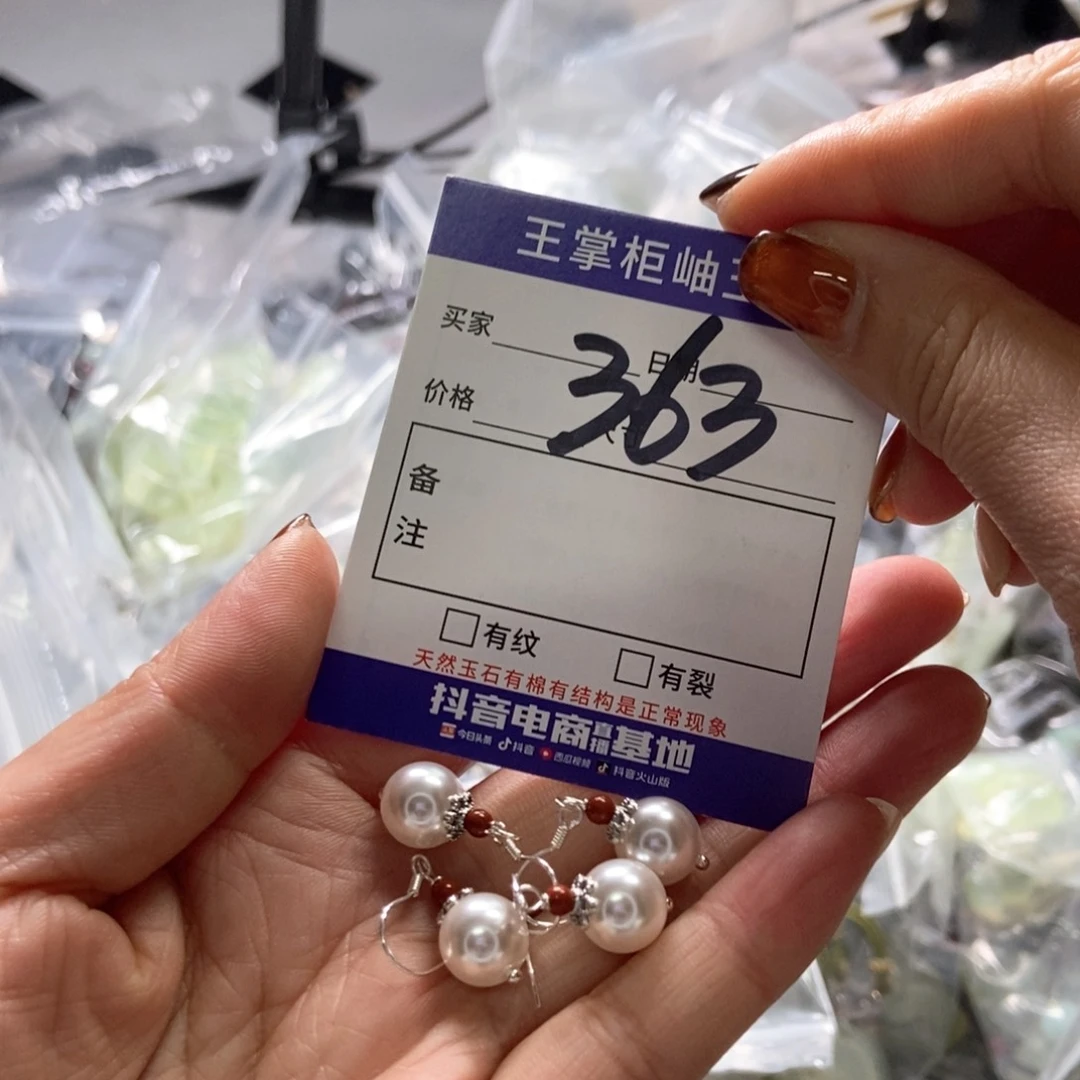 王掌柜岫
买家 日期
363
价格
备
注
有纹 有裂
天然玉石有棉有结构是正常现象
抖音电商直播基地
今日头条 抖音 西瓜视频 抖音火山版